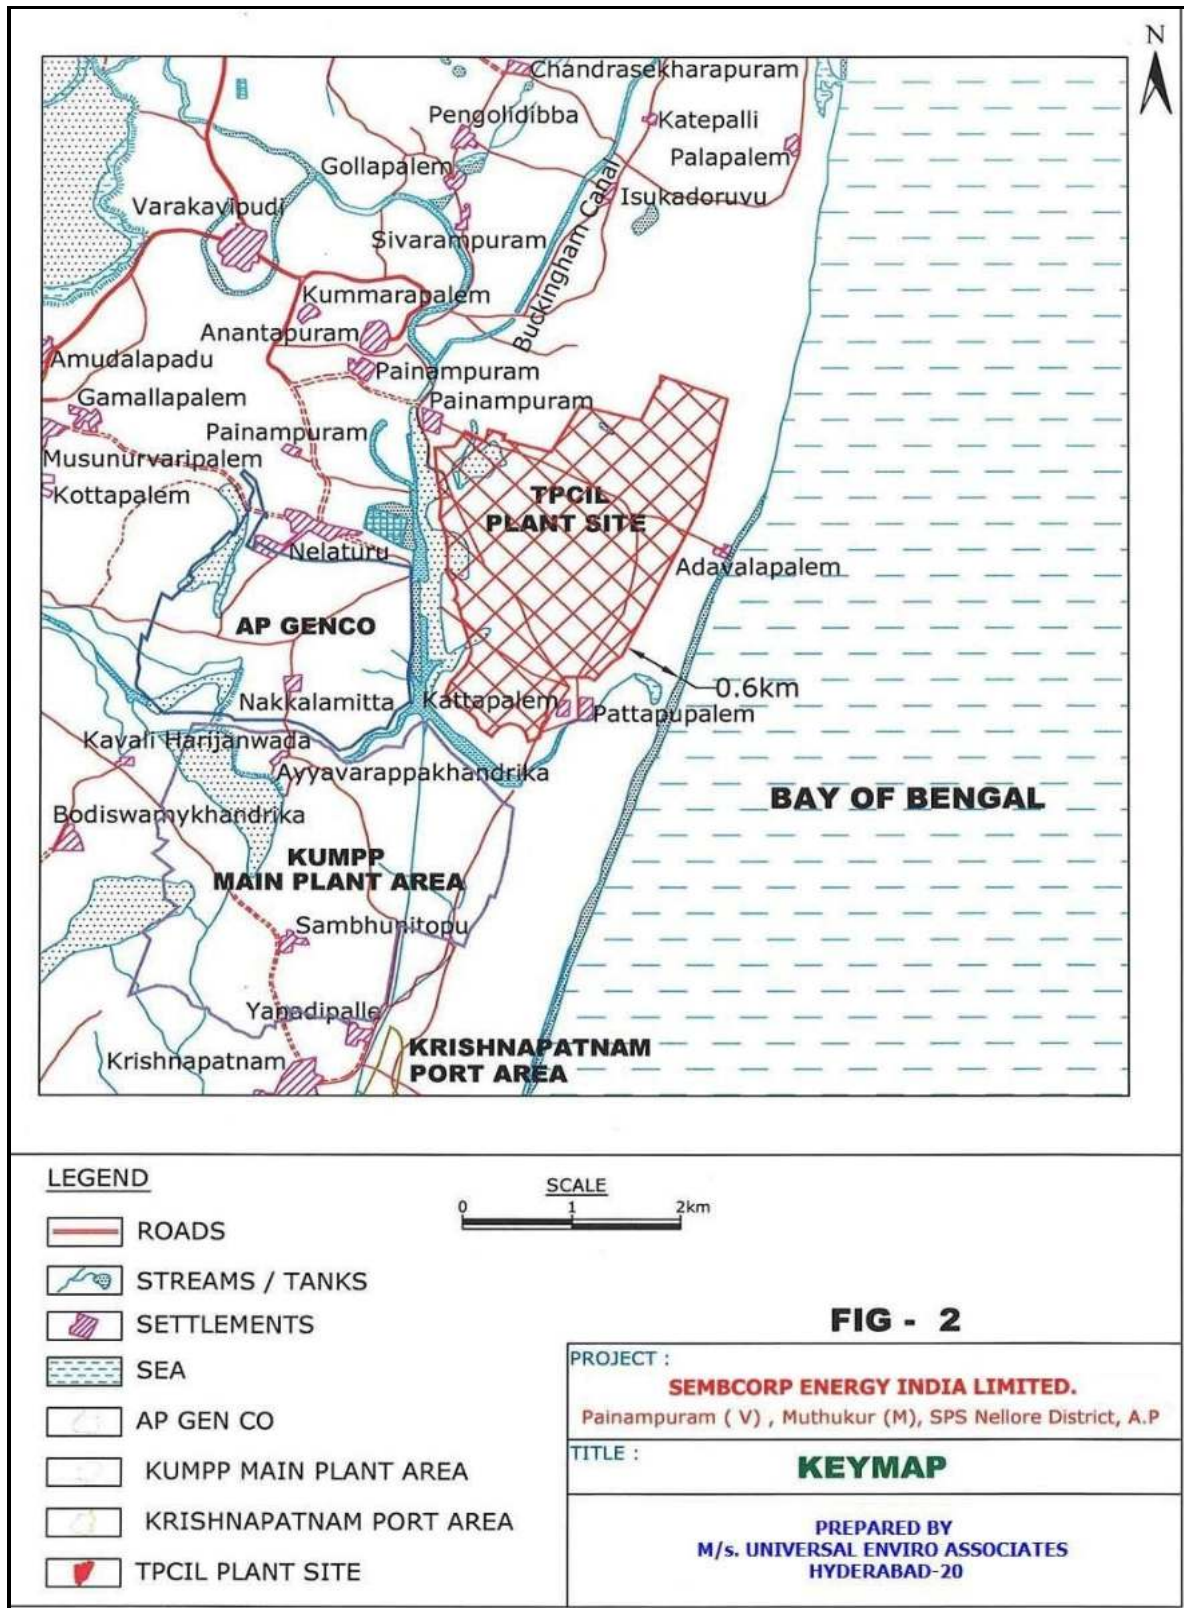 N
Chandrasekharapuram
Pengolidibba
Katepalli
Palapalem
Gollapalem
Isukadoruvu
Varakavipudi
Sivarampuram
Buckingham Canal
Kummarapalem
Anantapuram
Amudalapadu
Painampuram
Gamallapalem
Painampuram
Painampuram
Musunurvaripalem
Kottapalem
TPCIL
PLANT SITE
Nelaturu
Adavalapalem
AP GENCO
0.6km
Nakkalamitta
Kattapalem
Pattapupalem
Kavali Harijanwada
Ayyavarappakhandrika
BAY OF BENGAL
Bodiswamykhandrika
KUMPP
MAIN PLANT AREA
Sambhunitopu
Yanadipalle
Krishnapatnam
KRISHNAPATNAM
PORT AREA
LEGEND
ROADS
STREAMS / TANKS
SETTLEMENTS
SEA
AP GEN CO
KUMPP MAIN PLANT AREA
KRISHNAPATNAM PORT AREA
TPCIL PLANT SITE
SCALE
0 1 2km
FIG - 2
PROJECT :
SEMBCORP ENERGY INDIA LIMITED.
Painampuram ( V) , Muthukur (M), SPS Nellore District, A.P
TITLE :
KEYMAP
PREPARED BY
M/s. UNIVERSAL ENVIRO ASSOCIATES
HYDERABAD-20